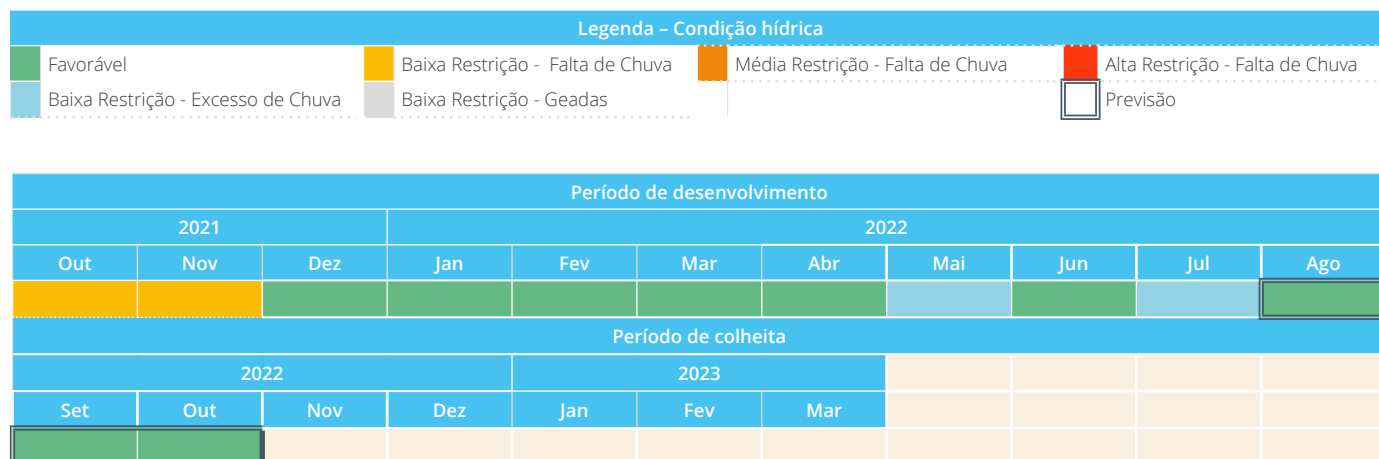 Legenda – Condição hídrica
Favorável Baixa Restrição - Falta de Chuva Média Restrição - Falta de Chuva Alta Restrição - Falta de Chuva
Baixa Restrição - Excesso de Chuva Baixa Restrição - Geadas Previsão
Período de desenvolvimento
2021 2022
Out Nov Dez Jan Fev Mar Abr Mai Jun Jul Ago
Período de colheita
2022 2023
Set Out Nov Dez Jan Fev Mar